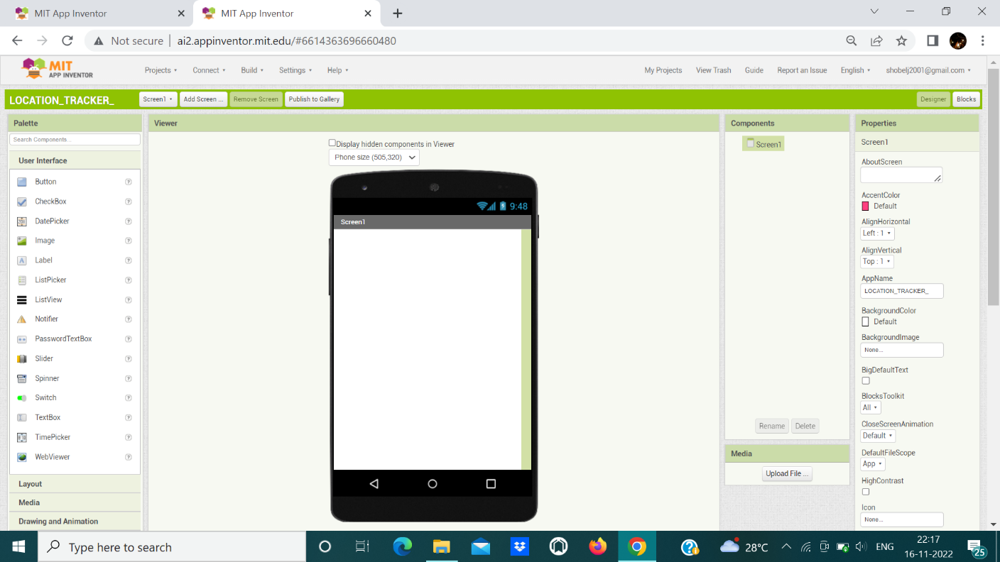 MIT App Inventor
MIT App Inventor
Not secure
ai2.appinventor.mit.edu/#6614363696660480
MIT
APP INVENTOR
Projects
Connect
Build
Settings
Help
My Projects
View Trash
Guide
Report an Issue
English
shobelj2001@gmail.com
LOCATION_TRACKER_
Screen1
Add Screen ...
Remove Screen
Publish to Gallery
Designer
Blocks
Palette
Search Components...
User Interface
Button
CheckBox
DatePicker
Image
Label
ListPicker
ListView
Notifier
PasswordTextBox
Slider
Spinner
Switch
TextBox
TimePicker
WebViewer
Layout
Media
Drawing and Animation
Viewer
Display hidden components in Viewer
Phone size (505,320)
9:48
Screen1
Components
Screen1
Rename
Delete
Media
Upload File ...
Properties
Screen1
AboutScreen
AccentColor
Default
AlignHorizontal
Left : 1
AlignVertical
Top : 1
AppName
LOCATION_TRACKER_
BackgroundColor
Default
BackgroundImage
None...
BigDefaultText
BlocksToolkit
All
CloseScreenAnimation
Default
DefaultFileScope
App
HighContrast
Icon
None...
Type here to search
28°C
ENG
22:17
16-11-2022
25